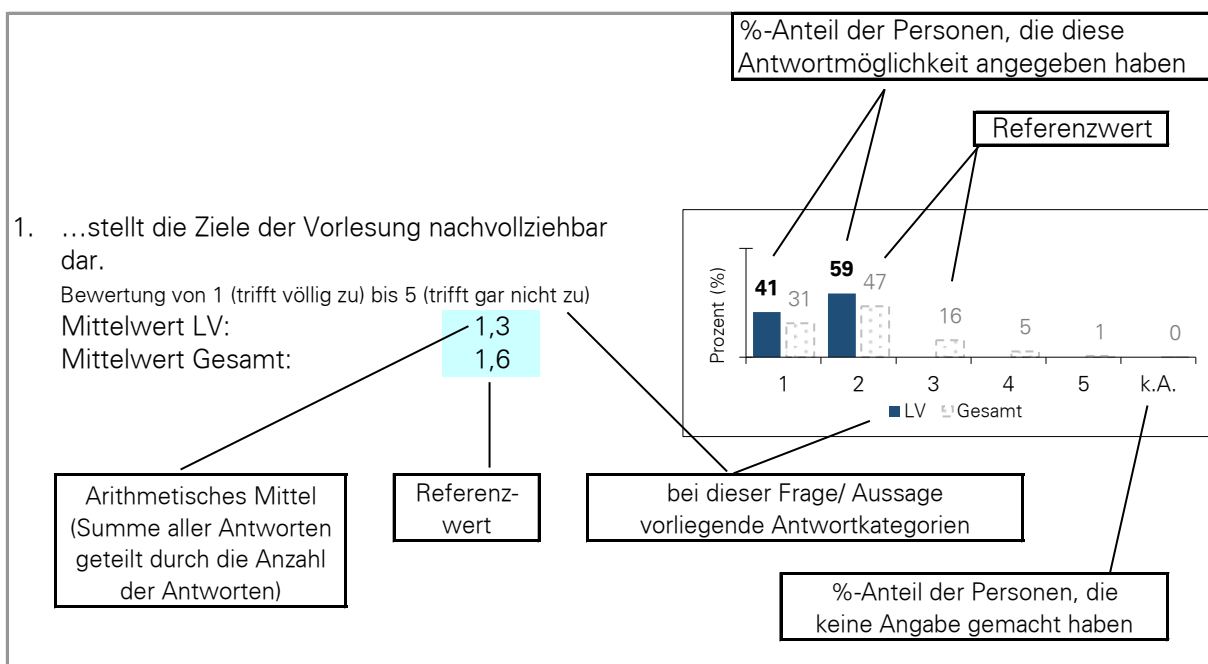 %-Anteil der Personen, die diese
Antwortmöglichkeit angegeben haben
Referenzwert
1. …stellt die Ziele der Vorlesung nachvollziehbar
dar.
Bewertung von 1 (trifft völlig zu) bis 5 (trifft gar nicht zu)
Mittelwert LV: 1,3
Mittelwert Gesamt: 1,6
Prozent (%)
41 31 59 47 16 5 1 0
1 2 3 4 5 k.A.
LV Gesamt
Arithmetisches Mittel
(Summe aller Antworten
geteilt durch die Anzahl
der Antworten)
Referenz-
wert
bei dieser Frage/ Aussage
vorliegende Antwortkategorien
%-Anteil der Personen, die
keine Angabe gemacht haben